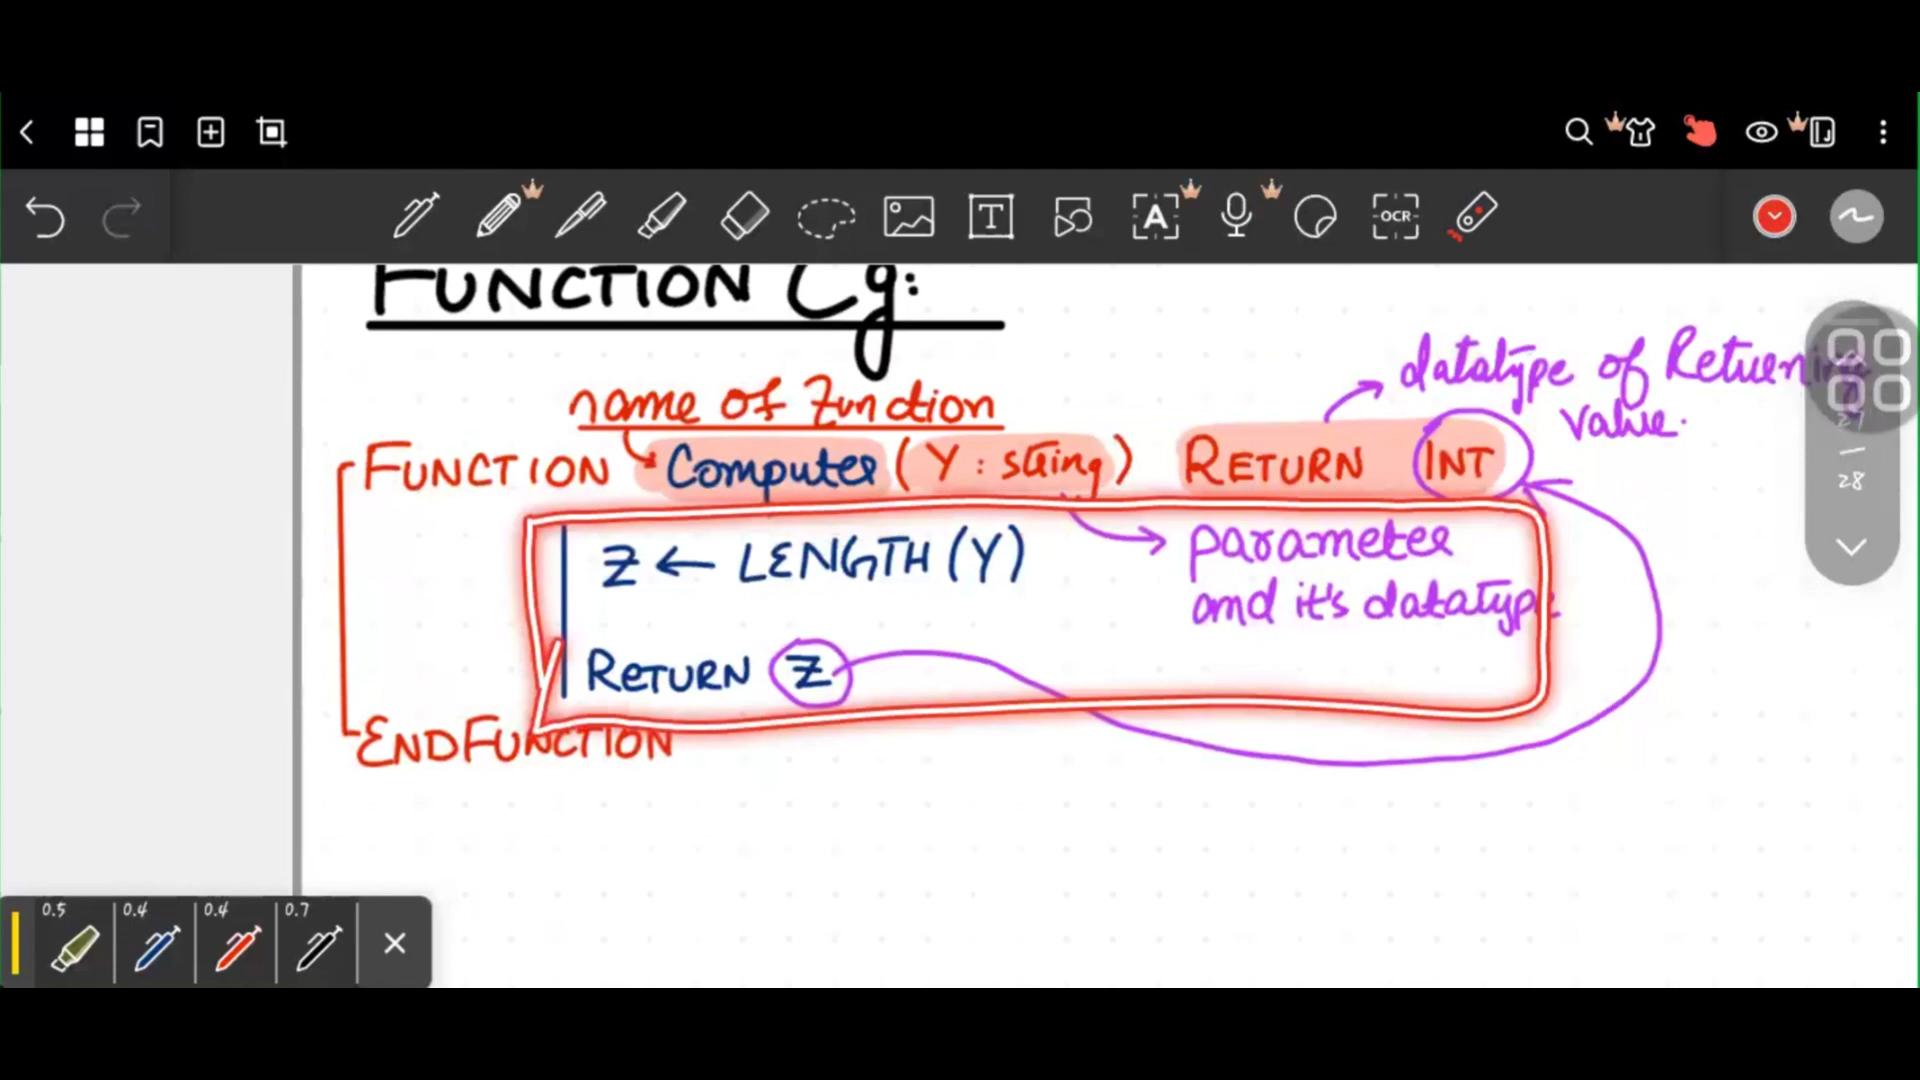 OCR
FUNCTION Eg:
datatype of Returning
value.
name of Function
FUNCTION Computer (Y : string) RETURN INT
28
Z ← LENGTH (Y)
parameter
and it's datatype
RETURN Z
ENDFUNCTION
0.5 0.4 0.4 0.7